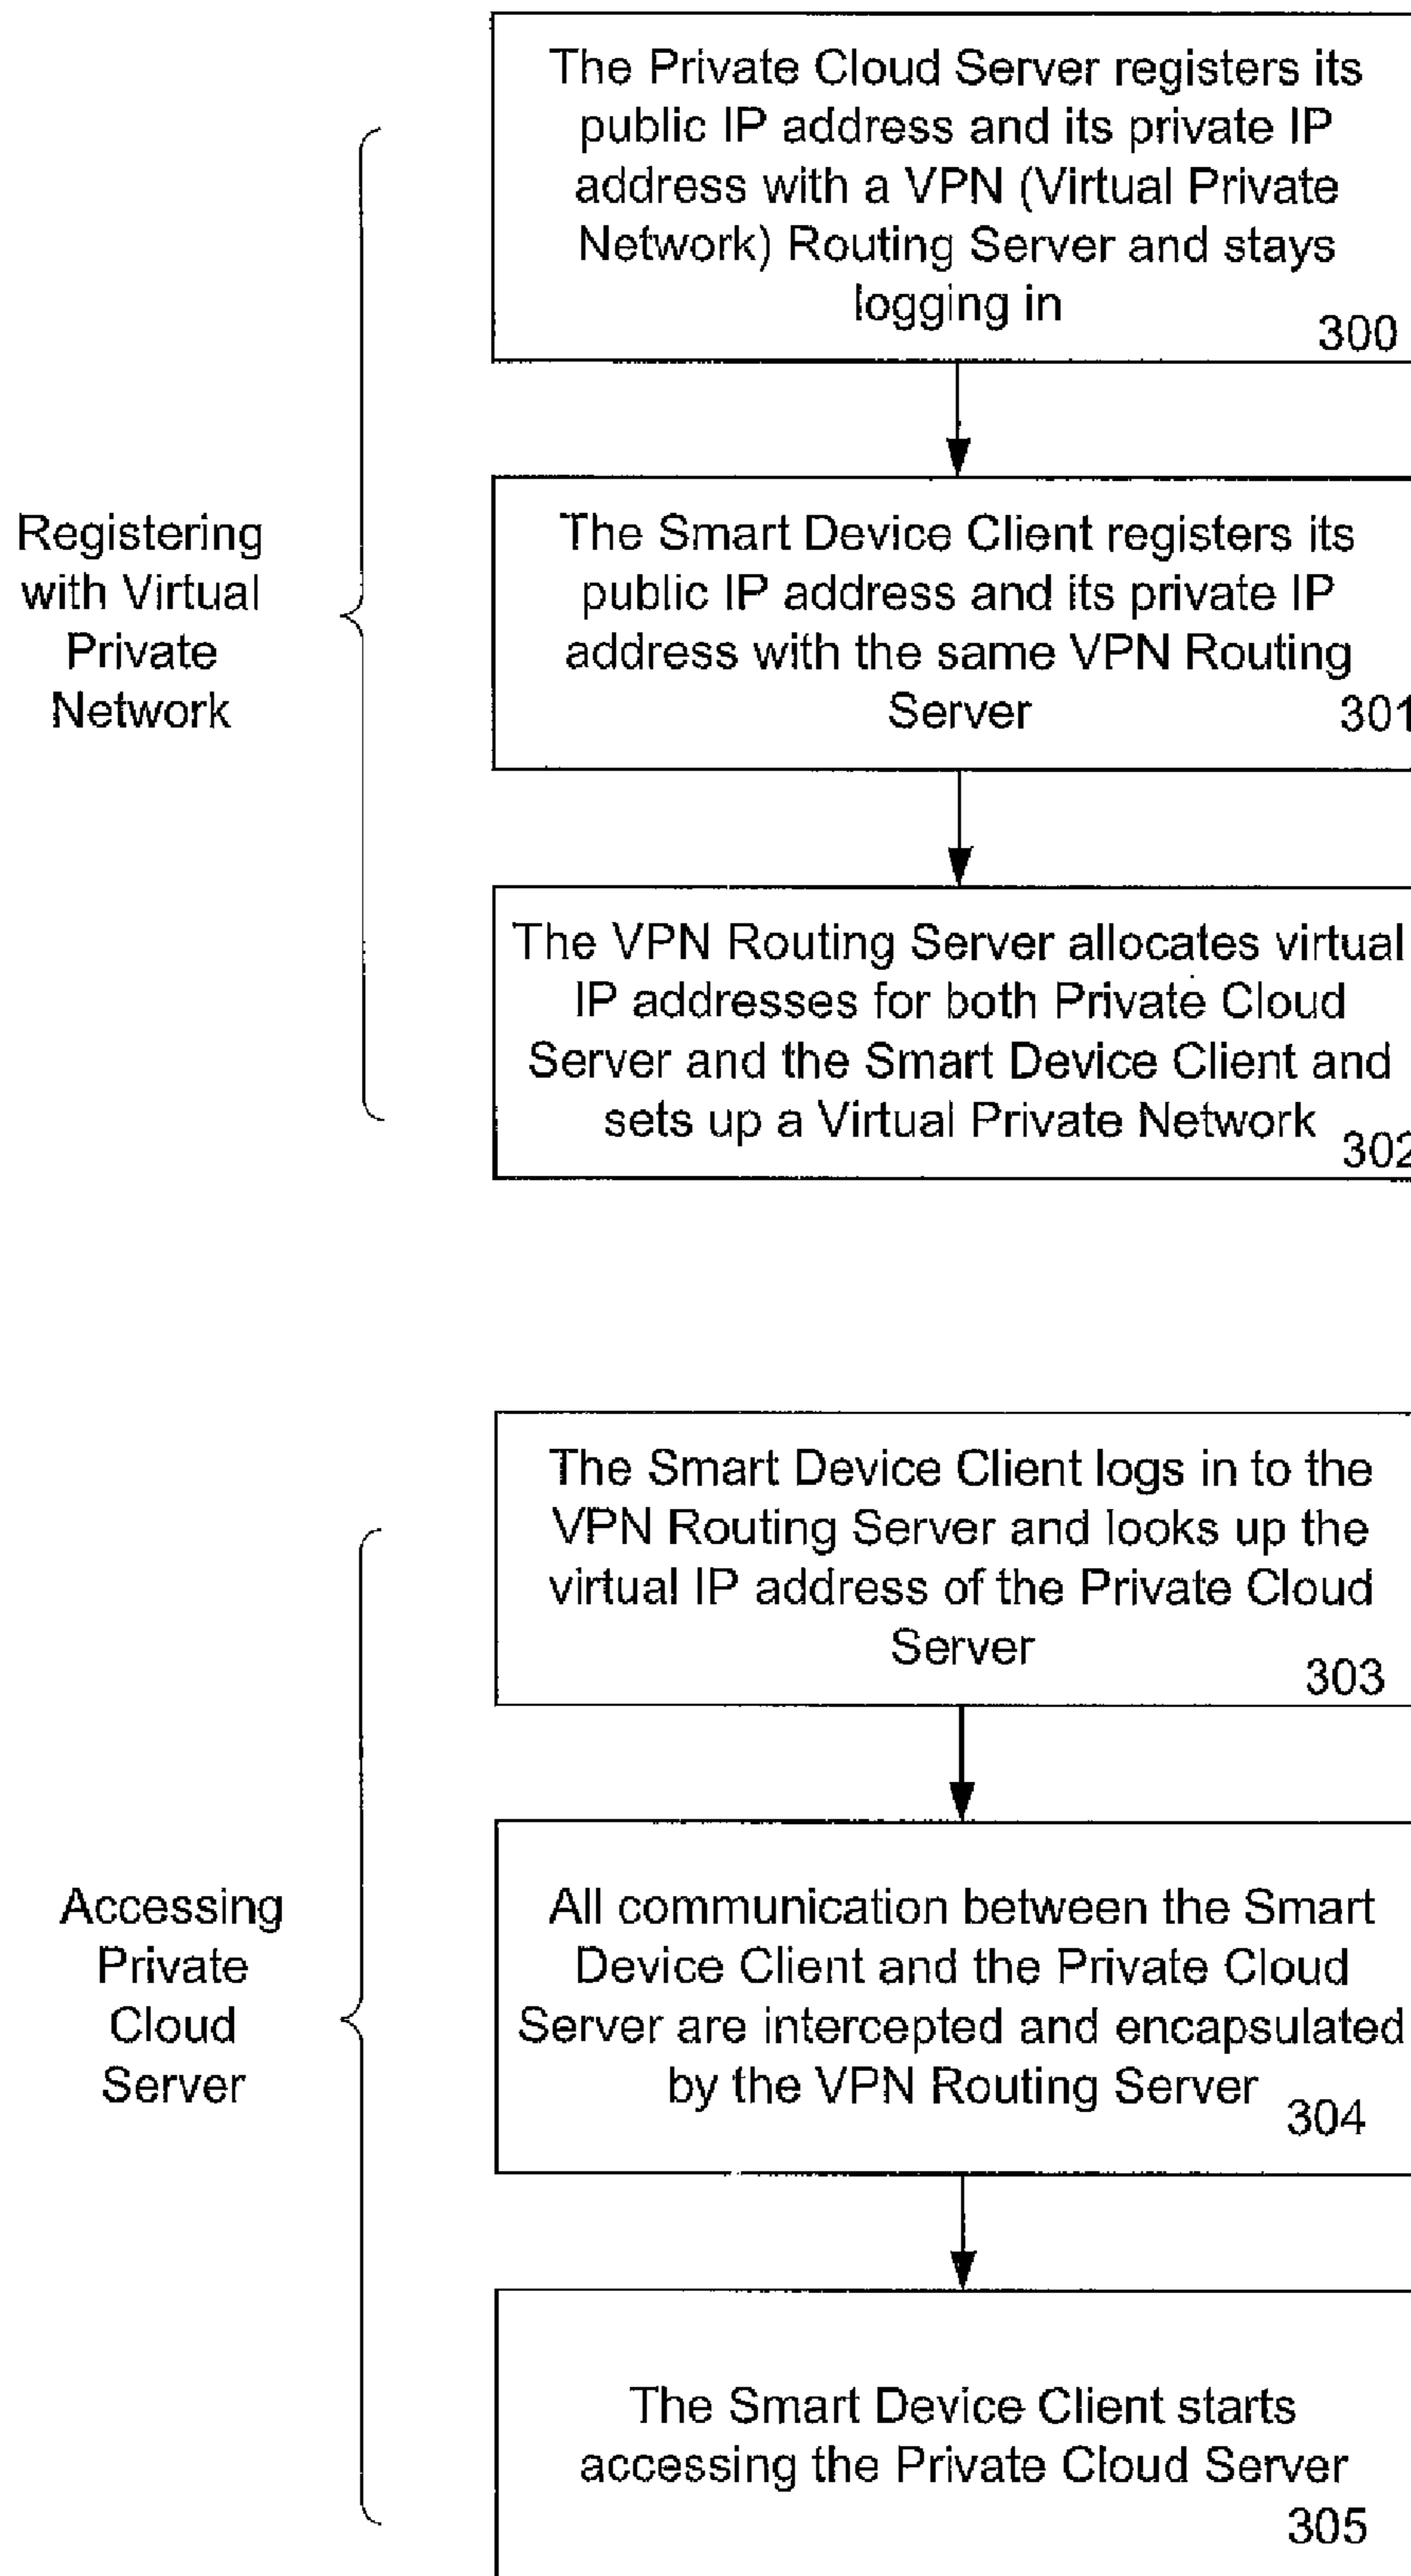 The Private Cloud Server registers its
public IP address and its private IP
address with a VPN (Virtual Private
Network) Routing Server and stays
logging in
300
Registering
with Virtual
Private
Network
The Smart Device Client registers its
public IP address and its private IP
address with the same VPN Routing
Server
301
The VPN Routing Server allocates virtual
IP addresses for both Private Cloud
Server and the Smart Device Client and
sets up a Virtual Private Network
302
The Smart Device Client logs in to the
VPN Routing Server and looks up the
virtual IP address of the Private Cloud
Server
303
Accessing
Private
Cloud
Server
All communication between the Smart
Device Client and the Private Cloud
Server are intercepted and encapsulated
by the VPN Routing Server
304
The Smart Device Client starts
accessing the Private Cloud Server
305